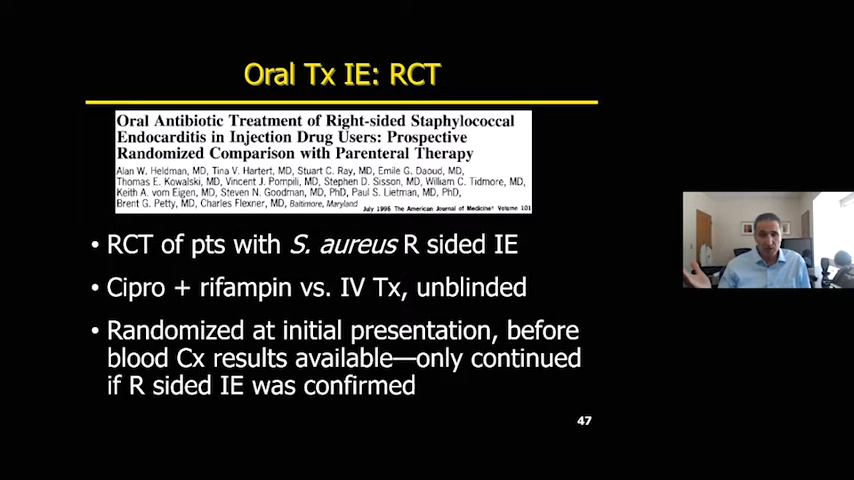 Oral Tx IE: RCT
Oral Antibiotic Treatment of Right-sided Staphylococcal
Endocarditis in Injection Drug Users: Prospective
Randomized Comparison with Parenteral Therapy
Alan W. Heldman, MD, Tina V. Hartert, MD, Stuart C. Ray, MD, Emile G. Daoud, MD,
Thomas E. Kowalski, MD, Vincent J. Pompili, MD, Stephen D. Sisson, MD, William C. Tidmore, MD,
Keith A. vom Eigen, MD, Steven N. Goodman, MD, PhD, Paul S. Lietman, MD, PhD,
Brent G. Petty, MD, Charles Flexner, MD, Baltimore, Maryland
July 1996 The American Journal of Medicine® Volume 101
• RCT of pts with S. aureus R sided IE
• Cipro + rifampin vs. IV Tx, unblinded
• Randomized at initial presentation, before
blood Cx results available—only continued
if R sided IE was confirmed
47